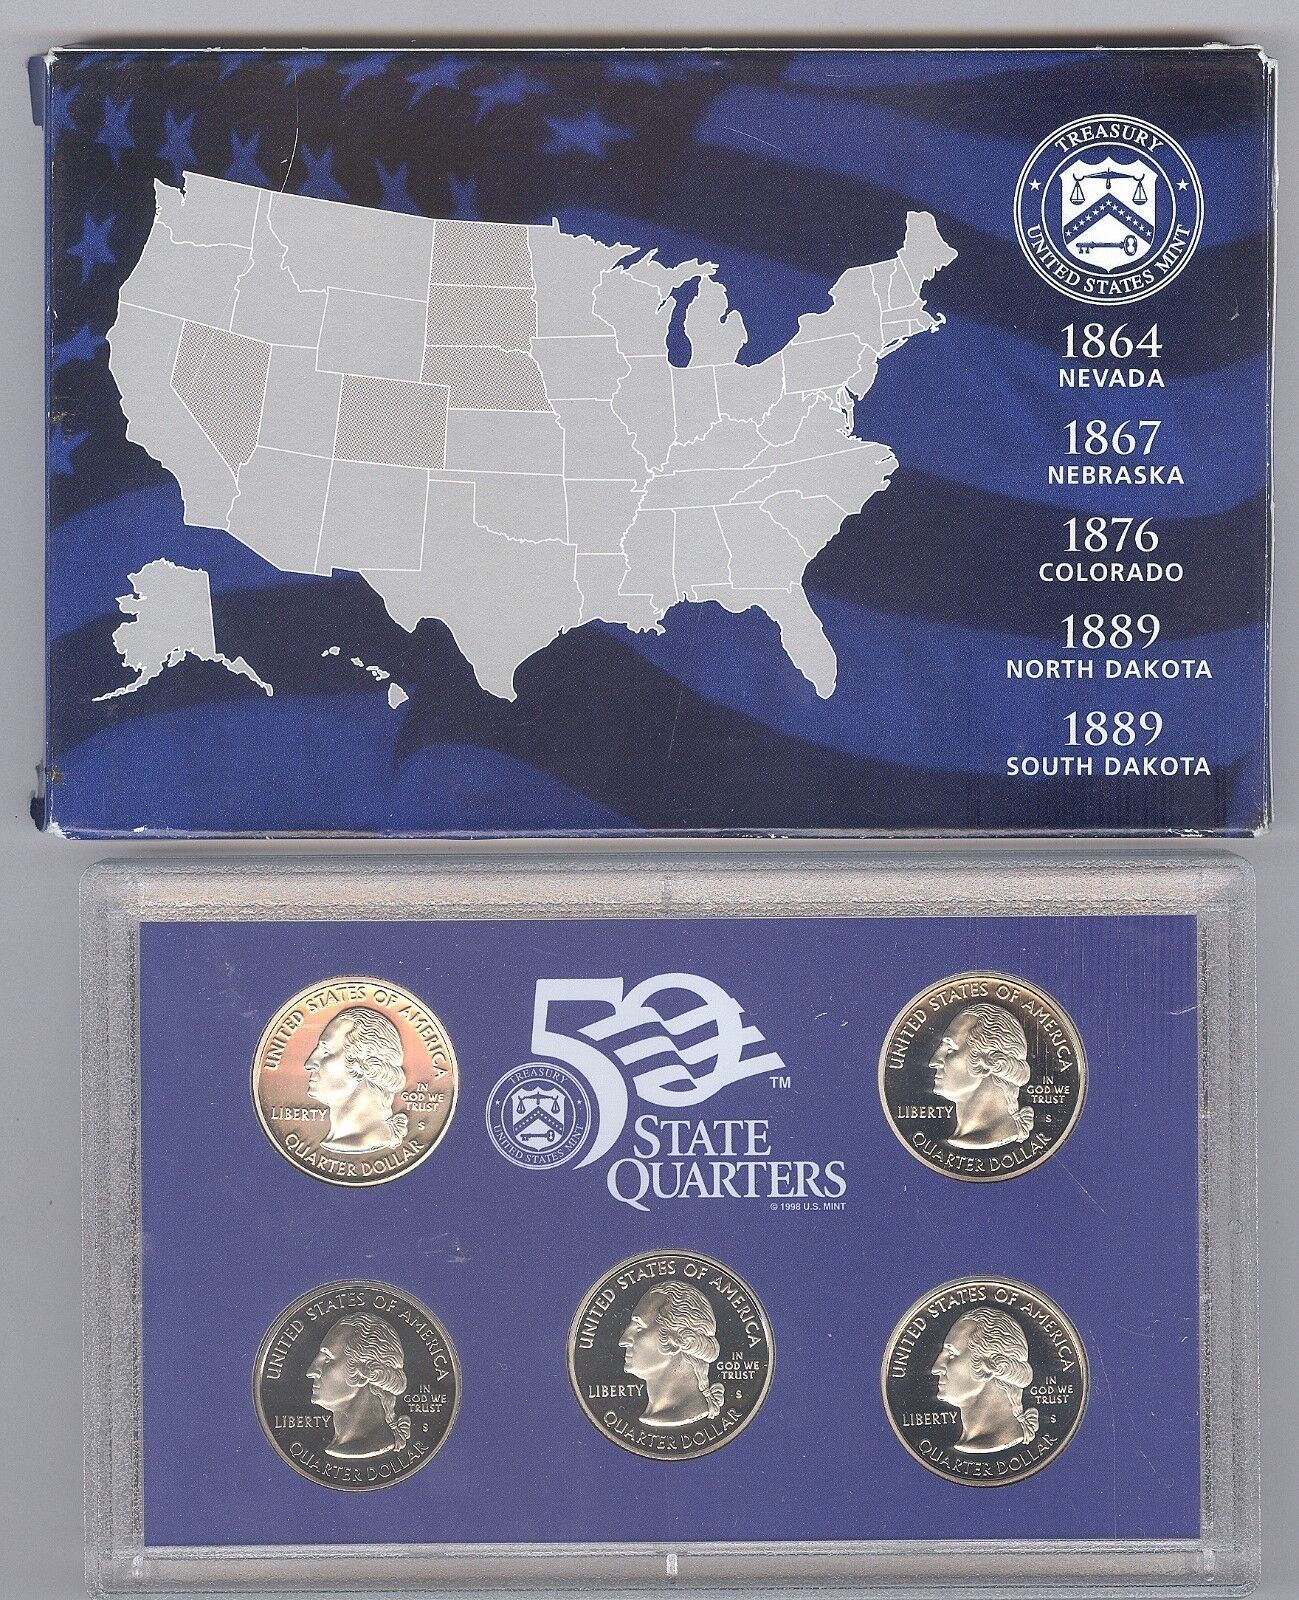 TREASURY
UNITED STATES MINT
1864
NEVADA
1867
NEBRASKA
1876
COLORADO
1889
NORTH DAKOTA
1889
SOUTH DAKOTA
UNITED STATES OF AMERICA
LIBERTY
IN
GOD WE
TRUST
S
QUARTER DOLLAR
50
TM
TREASURY
UNITED STATES MINT
STATE
QUARTERS
© 1998 U.S. MINT
UNITED STATES OF AMERICA
LIBERTY
IN
GOD WE
TRUST
S
QUARTER DOLLAR
UNITED STATES OF AMERICA
LIBERTY
IN
GOD WE
TRUST
S
QUARTER DOLLAR
UNITED STATES OF AMERICA
LIBERTY
IN
GOD WE
TRUST
S
QUARTER DOLLAR
UNITED STATES OF AMERICA
LIBERTY
IN
GOD WE
TRUST
S
QUARTER DOLLAR